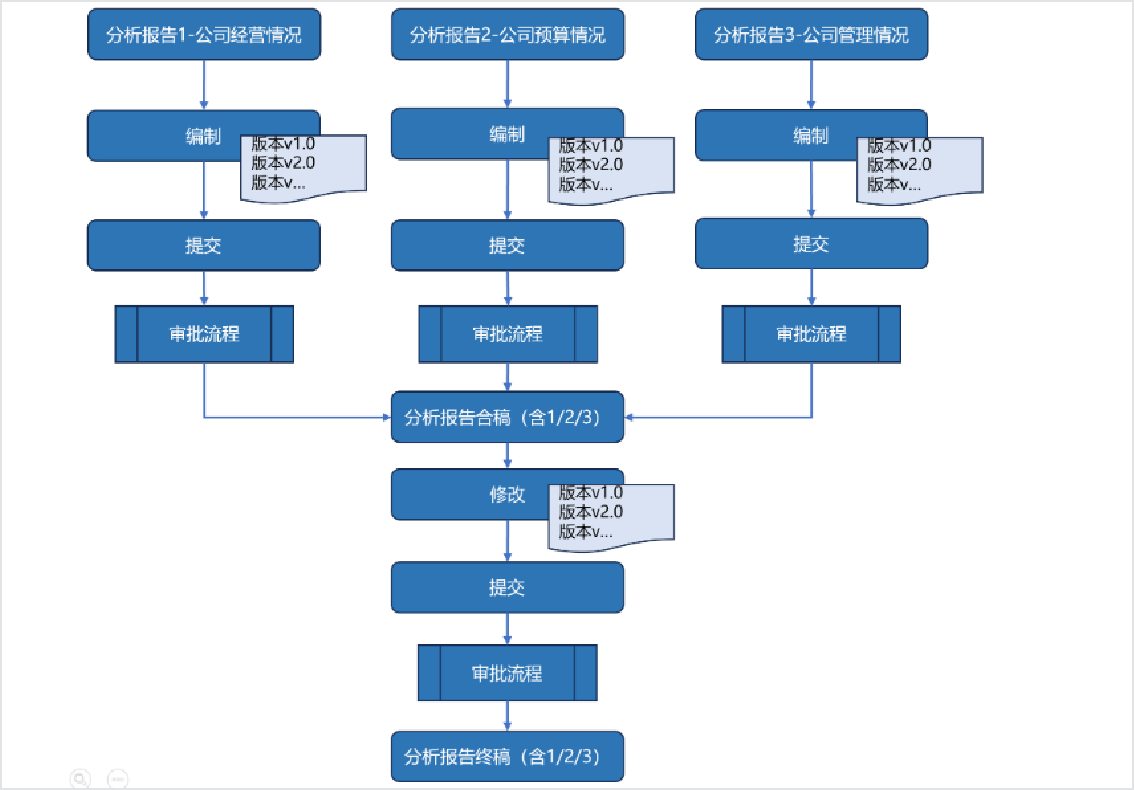 分析报告1-公司经营情况
分析报告2-公司预算情况
分析报告3-公司管理情况
编制
版本v1.0
版本v2.0
版本v...
编制
版本v1.0
版本v2.0
版本v...
编制
版本v1.0
版本v2.0
版本v...
提交
提交
提交
审批流程
审批流程
审批流程
分析报告合稿（含1/2/3）
修改
版本v1.0
版本v2.0
版本v...
提交
审批流程
分析报告终稿（含1/2/3）